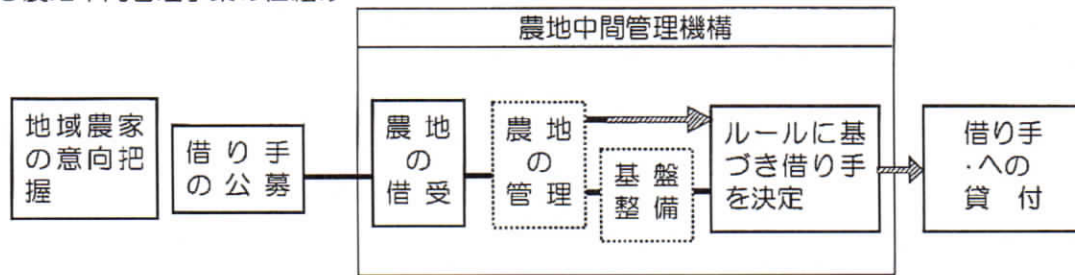 農地中間管理機構
地域農家
の意向把
握
借り手
の公募
農地
の
借受
農地
の
管理
基盤
整備
ルールに基
づき借り手
を決定
借り手
への
貸付